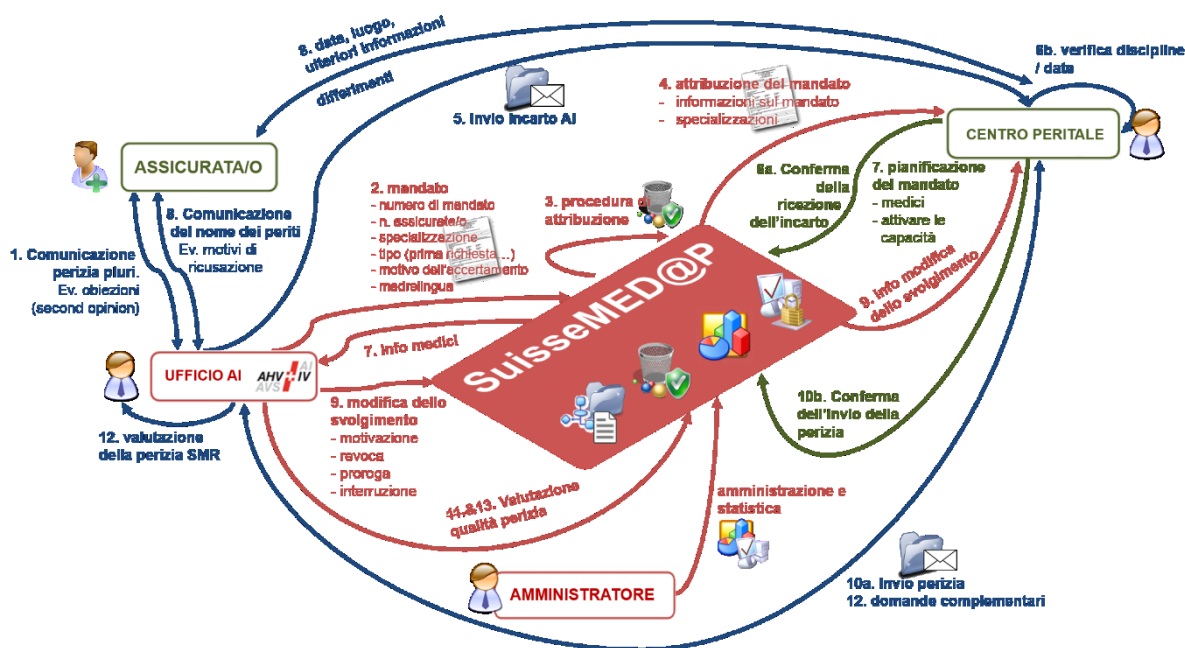 8. data, luogo,
ulteriori informazioni
differimenti
5. Invio incarto AI
4. attribuzione del mandato
- informazioni sul mandato
- specializzazioni
6b. verifica discipline
/ data
CENTRO PERITALE
ASSICURATA/O
8. Comunicazione
del nome dei periti
Ev. motivi di
ricusazione
1. Comunicazione
perizia pluri.
Ev. obiezioni
(second opinion)
2. mandato
- numero di mandato
- n. assicurato/a
- specializzazione
- tipo (prima richiesta...)
- motivo dell'accertamento
- madrelingua
3. procedura di
attribuzione
6a. Conferma
della
ricezione
dell'incarto
7. pianificazione
del mandato
- medici
- attivare le
capacità
9. info modifica
dello svolgimento
SuisseMED@P
7. info medici
UFFICIO AI
AHV+IV
AVS AI
12. valutazione
della perizia SMR
9. modifica dello
svolgimento
- motivazione
- revoca
- proroga
- interruzione
11.&13. Valutazione
qualità perizia
10b. Conferma
dell'invio della
perizia
amministrazione e
statistica
AMMINISTRATORE
10a. Invio perizia
12. domande complementari